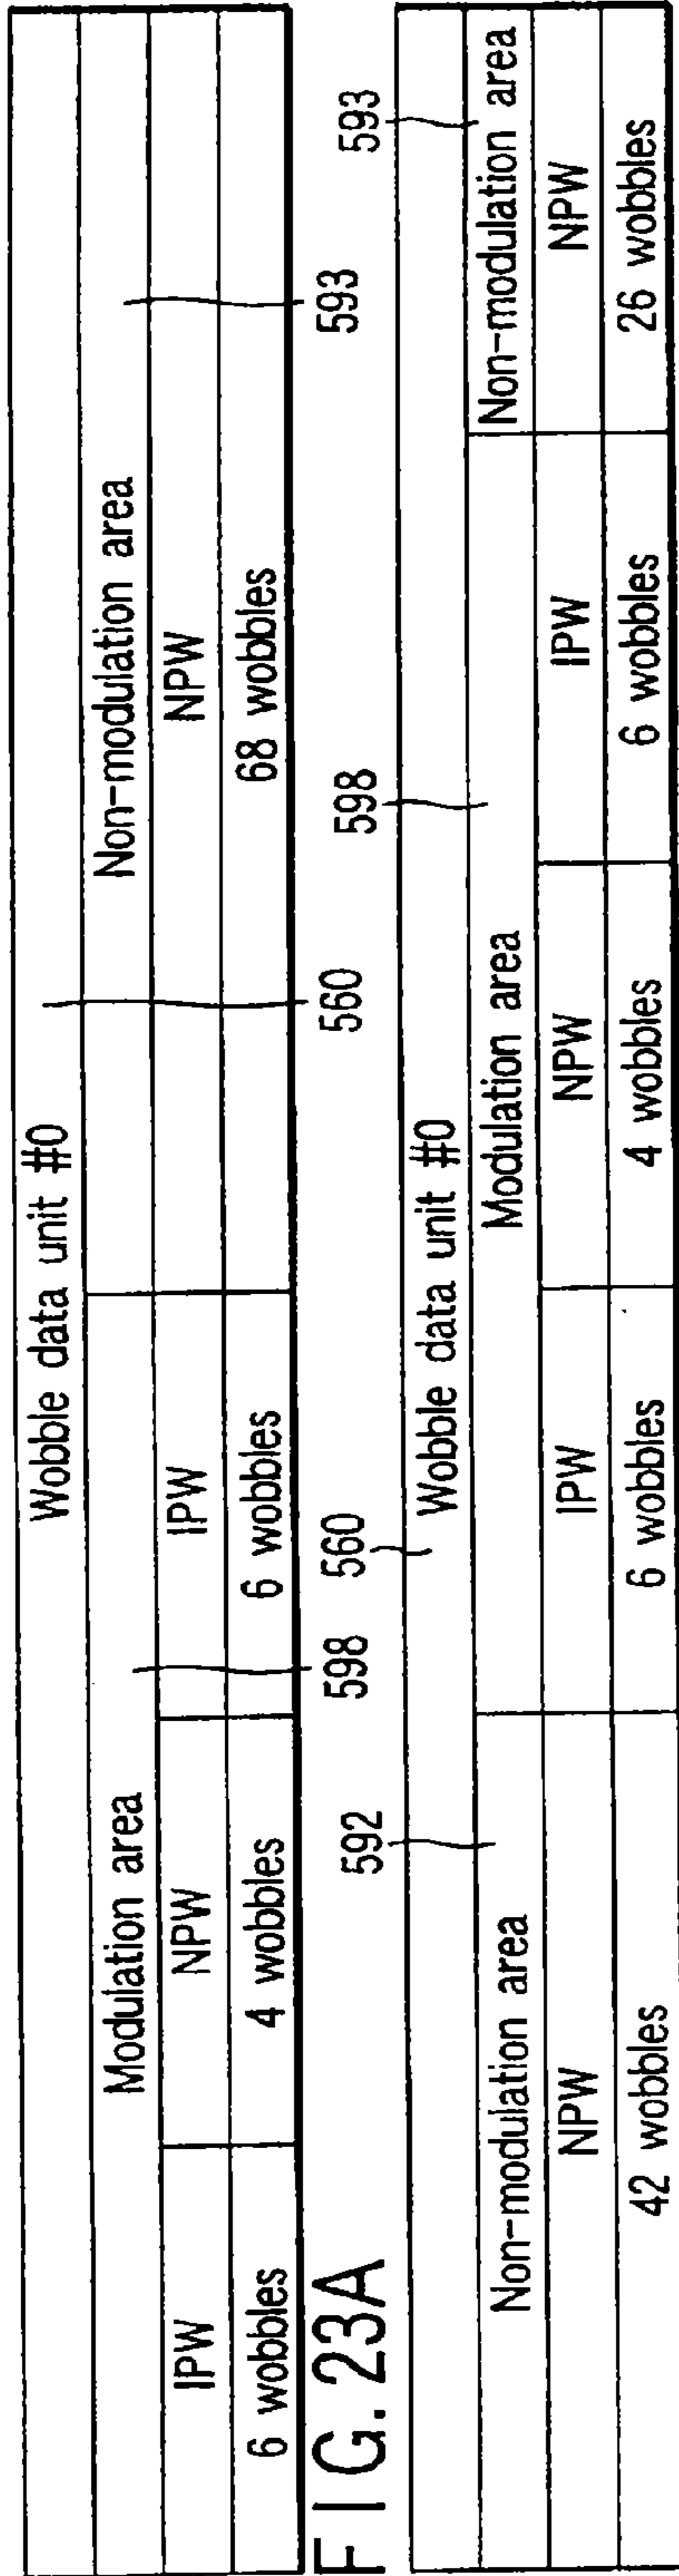 Wobble data unit #0
Modulation area Non-modulation area
IPW NPW IPW NPW
6 wobbles 4 wobbles 6 wobbles 68 wobbles
FIG. 23A 598 560 593
592 560 598 593
Wobble data unit #0
Non-modulation area Modulation area Non-modulation area
NPW IPW NPW IPW NPW
42 wobbles 6 wobbles 4 wobbles 6 wobbles 26 wobbles